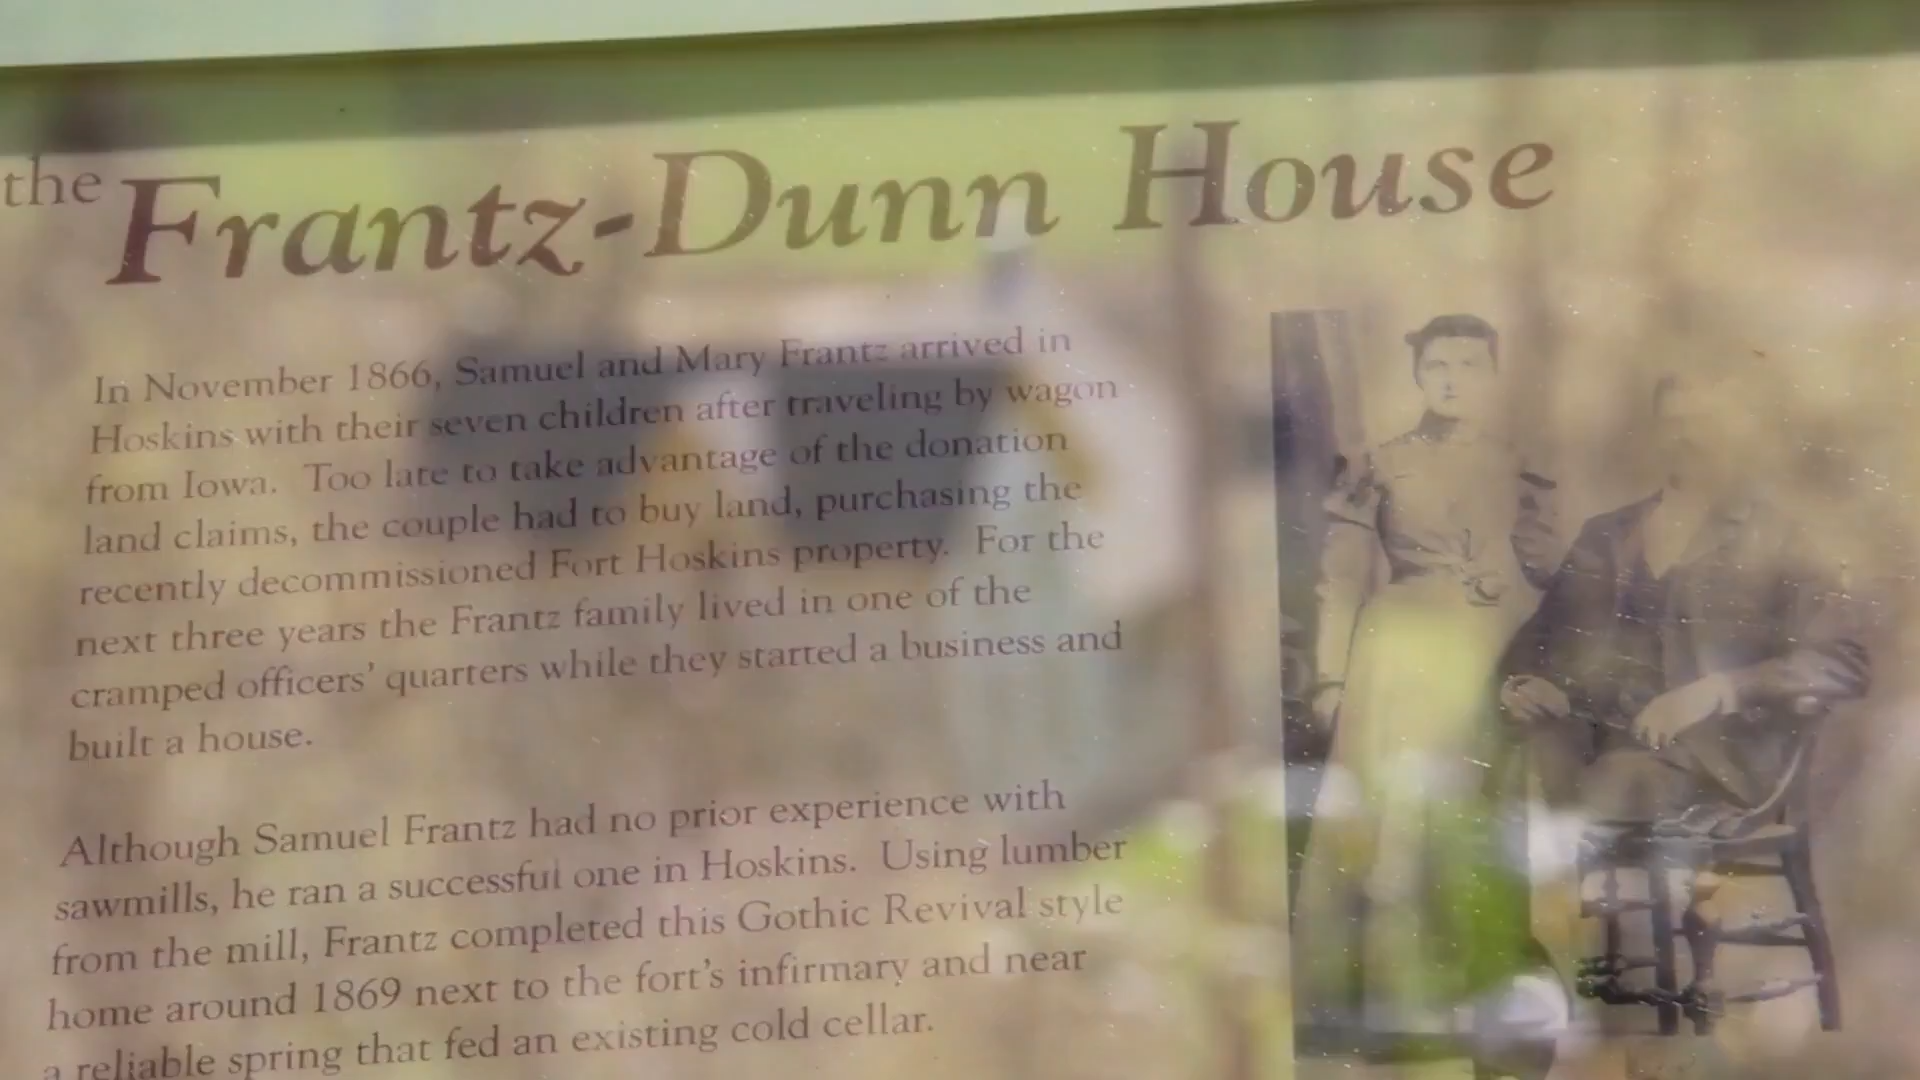 the Frantz-Dunn House
In November 1866, Samuel and Mary Frantz arrived in
Hoskins with their seven children after traveling by wagon
from Iowa. Too late to take advantage of the donation
land claims, the couple had to buy land, purchasing the
recently decommissioned Fort Hoskins property. For the
next three years the Frantz family lived in one of the
cramped officers' quarters while they started a business and
built a house.
Although Samuel Frantz had no prior experience with
sawmills, he ran a successful one in Hoskins. Using lumber
from the mill, Frantz completed this Gothic Revival style
home around 1869 next to the fort's infirmary and near
a reliable spring that fed an existing cold cellar.